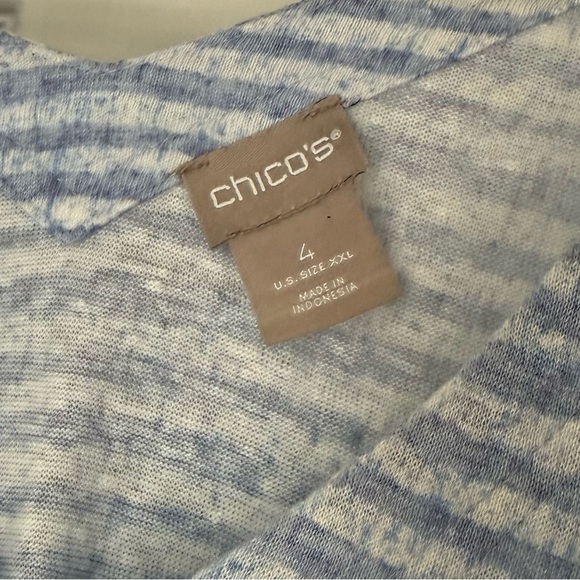 chico's®
4
U.S. SIZE XXL
MADE IN
INDONESIA